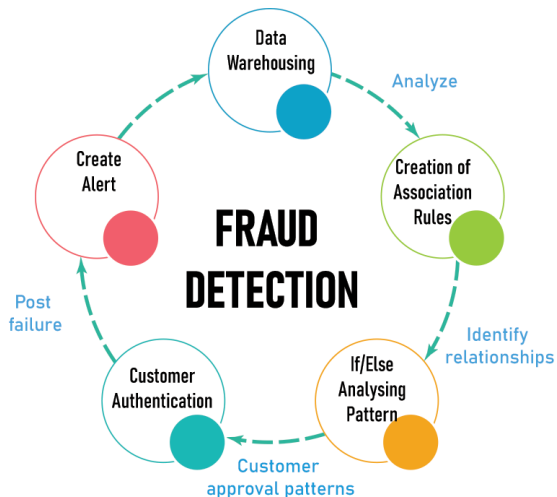 Data
Warehousing
Analyze
Creation of
Association
Rules
Identify
relationships
If/Else
Analysing
Pattern
Customer
approval patterns
Customer
Authentication
Post
failure
Create
Alert
FRAUD
DETECTION